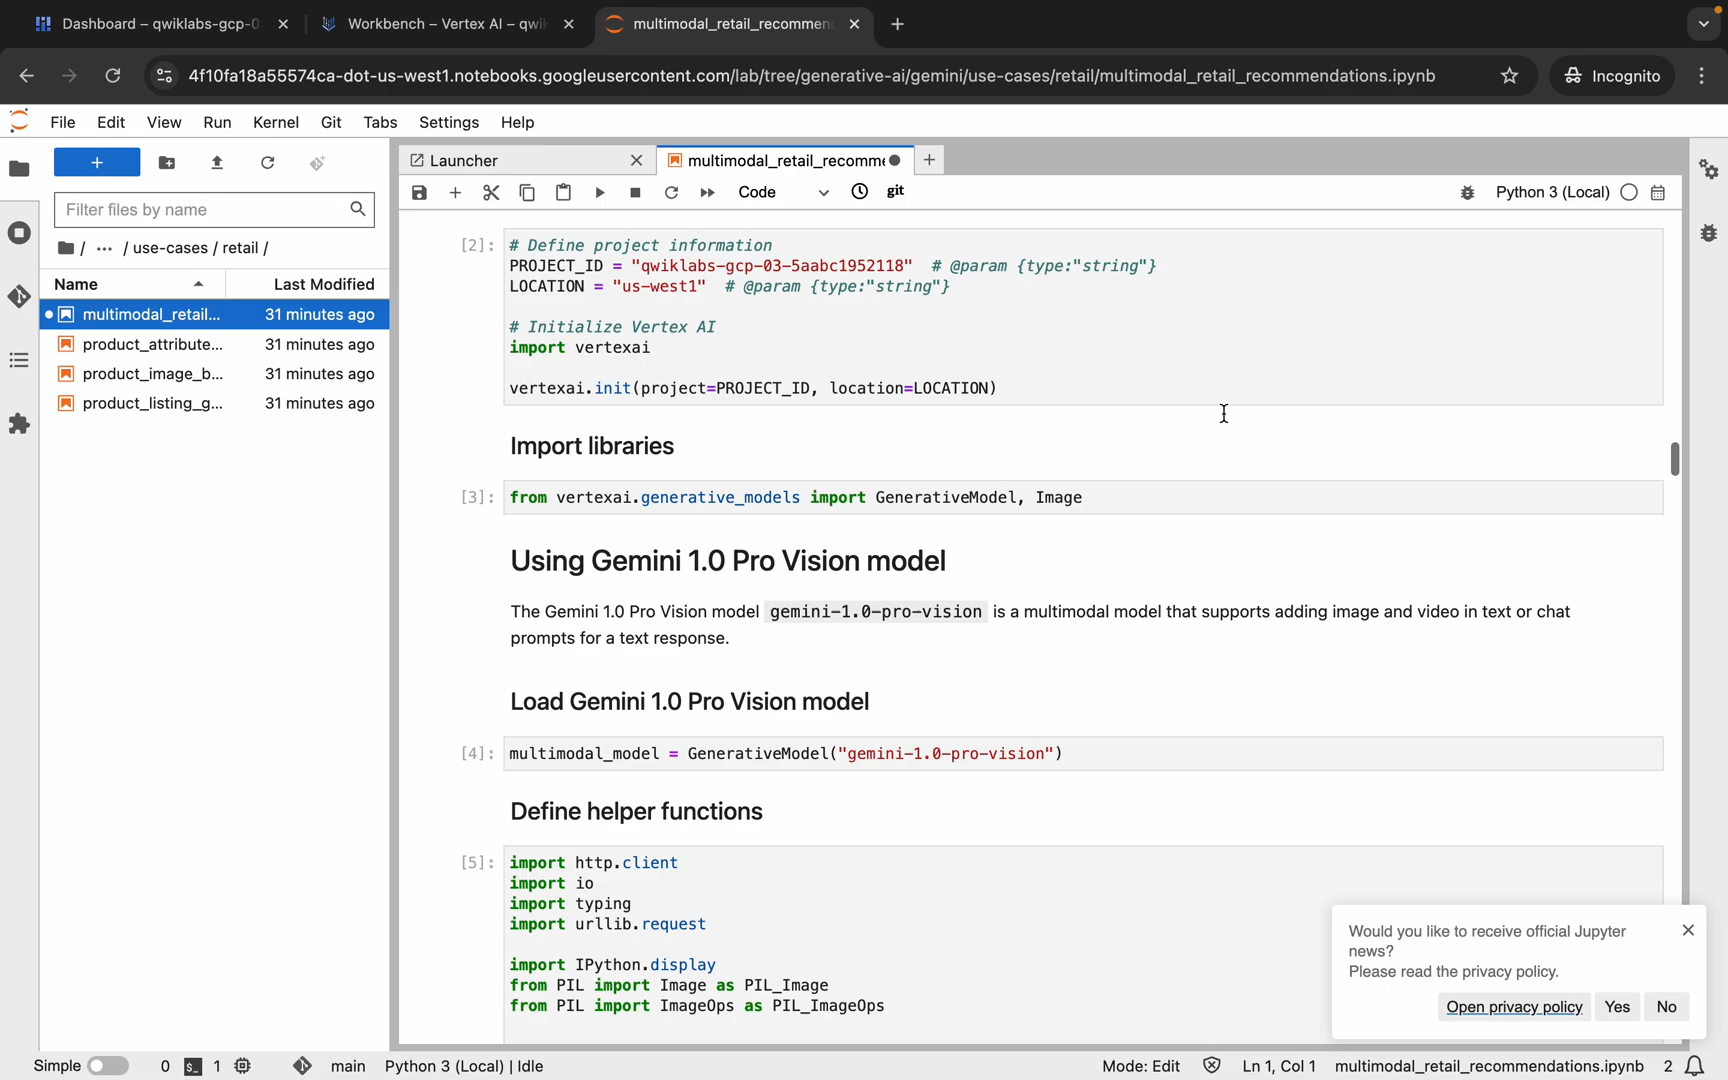 Dashboard – qwiklabs-gcp-0
Workbench – Vertex AI – qwik
multimodal_retail_recommen
4f10fa18a55574ca-dot-us-west1.notebooks.googleusercontent.com/lab/tree/generative-ai/gemini/use-cases/retail/multimodal_retail_recommendations.ipynb
Incognito
File Edit View Run Kernel Git Tabs Settings Help
Launcher
multimodal_retail_recomme
Code
git
Python 3 (Local)
Filter files by name
/ ··· / use-cases / retail /
Name Last Modified
multimodal_retail... 31 minutes ago
product_attribute... 31 minutes ago
product_image_b... 31 minutes ago
product_listing_g... 31 minutes ago
[2]: # Define project information
PROJECT_ID = "qwiklabs-gcp-03-5aabc1952118" # @param {type:"string"}
LOCATION = "us-west1" # @param {type:"string"}
# Initialize Vertex AI
import vertexai
vertexai.init(project=PROJECT_ID, location=LOCATION)
Import libraries
[3]: from vertexai.generative_models import GenerativeModel, Image
Using Gemini 1.0 Pro Vision model
The Gemini 1.0 Pro Vision model gemini-1.0-pro-vision is a multimodal model that supports adding image and video in text or chat
prompts for a text response.
Load Gemini 1.0 Pro Vision model
[4]: multimodal_model = GenerativeModel("gemini-1.0-pro-vision")
Define helper functions
[5]: import http.client
import io
import typing
import urllib.request
import IPython.display
from PIL import Image as PIL_Image
from PIL import ImageOps as PIL_ImageOps
Would you like to receive official Jupyter
news?
Please read the privacy policy.
Open privacy policy Yes No
Simple 0 1 main Python 3 (Local) | Idle Mode: Edit Ln 1, Col 1 multimodal_retail_recommendations.ipynb 2